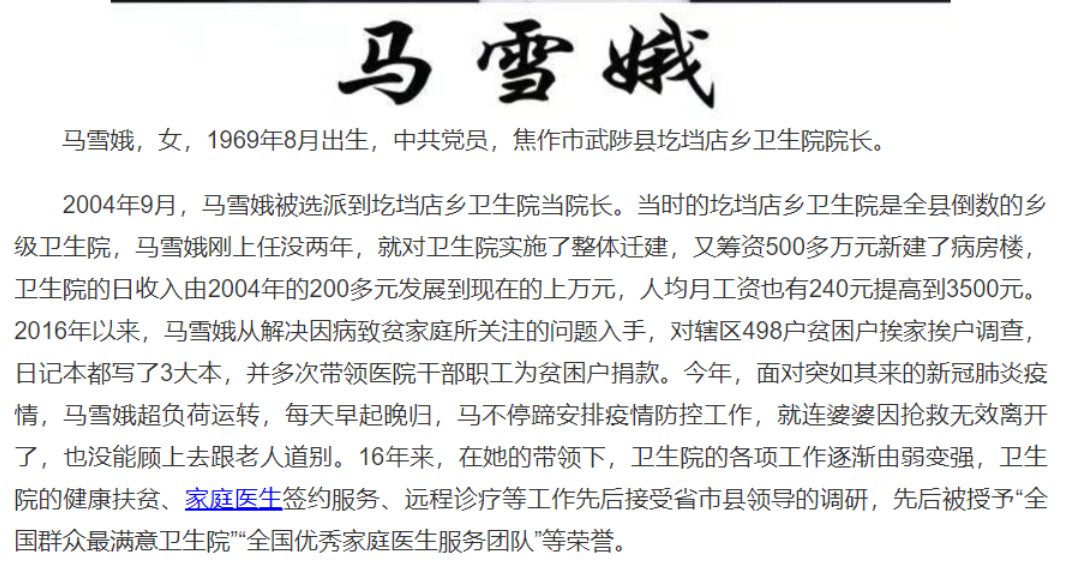 马雪娥
马雪娥，女，1969年8月出生，中共党员，焦作市武陟县圪垱店乡卫生院院长。
2004年9月，马雪娥被选派到圪垱店乡卫生院当院长。当时的圪垱店乡卫生院是全县倒数的乡
级卫生院，马雪娥刚上任没两年，就对卫生院实施了整体迁建，又筹资500多万元新建了病房楼，
卫生院的日收入由2004年的200多元发展到现在的上万元，人均月工资也有240元提高到3500元。
2016年以来，马雪娥从解决因病致贫家庭所关注的问题入手，对辖区498户贫困户挨家挨户调查，
日记本都写了3大本，并多次带领医院干部职工为贫困户捐款。今年，面对突如其来的新冠肺炎疫
情，马雪娥超负荷运转，每天早起晚归，马不停蹄安排疫情防控工作，就连婆婆因抢救无效离开
了，也没能顾上去跟老人道别。16年来，在她的带领下，卫生院的各项工作逐渐由弱变强，卫生
院的健康扶贫、家庭医生签约服务、远程诊疗等工作先后接受省市县领导的调研，先后被授予“全
国群众最满意卫生院”“全国优秀家庭医生服务团队”等荣誉。